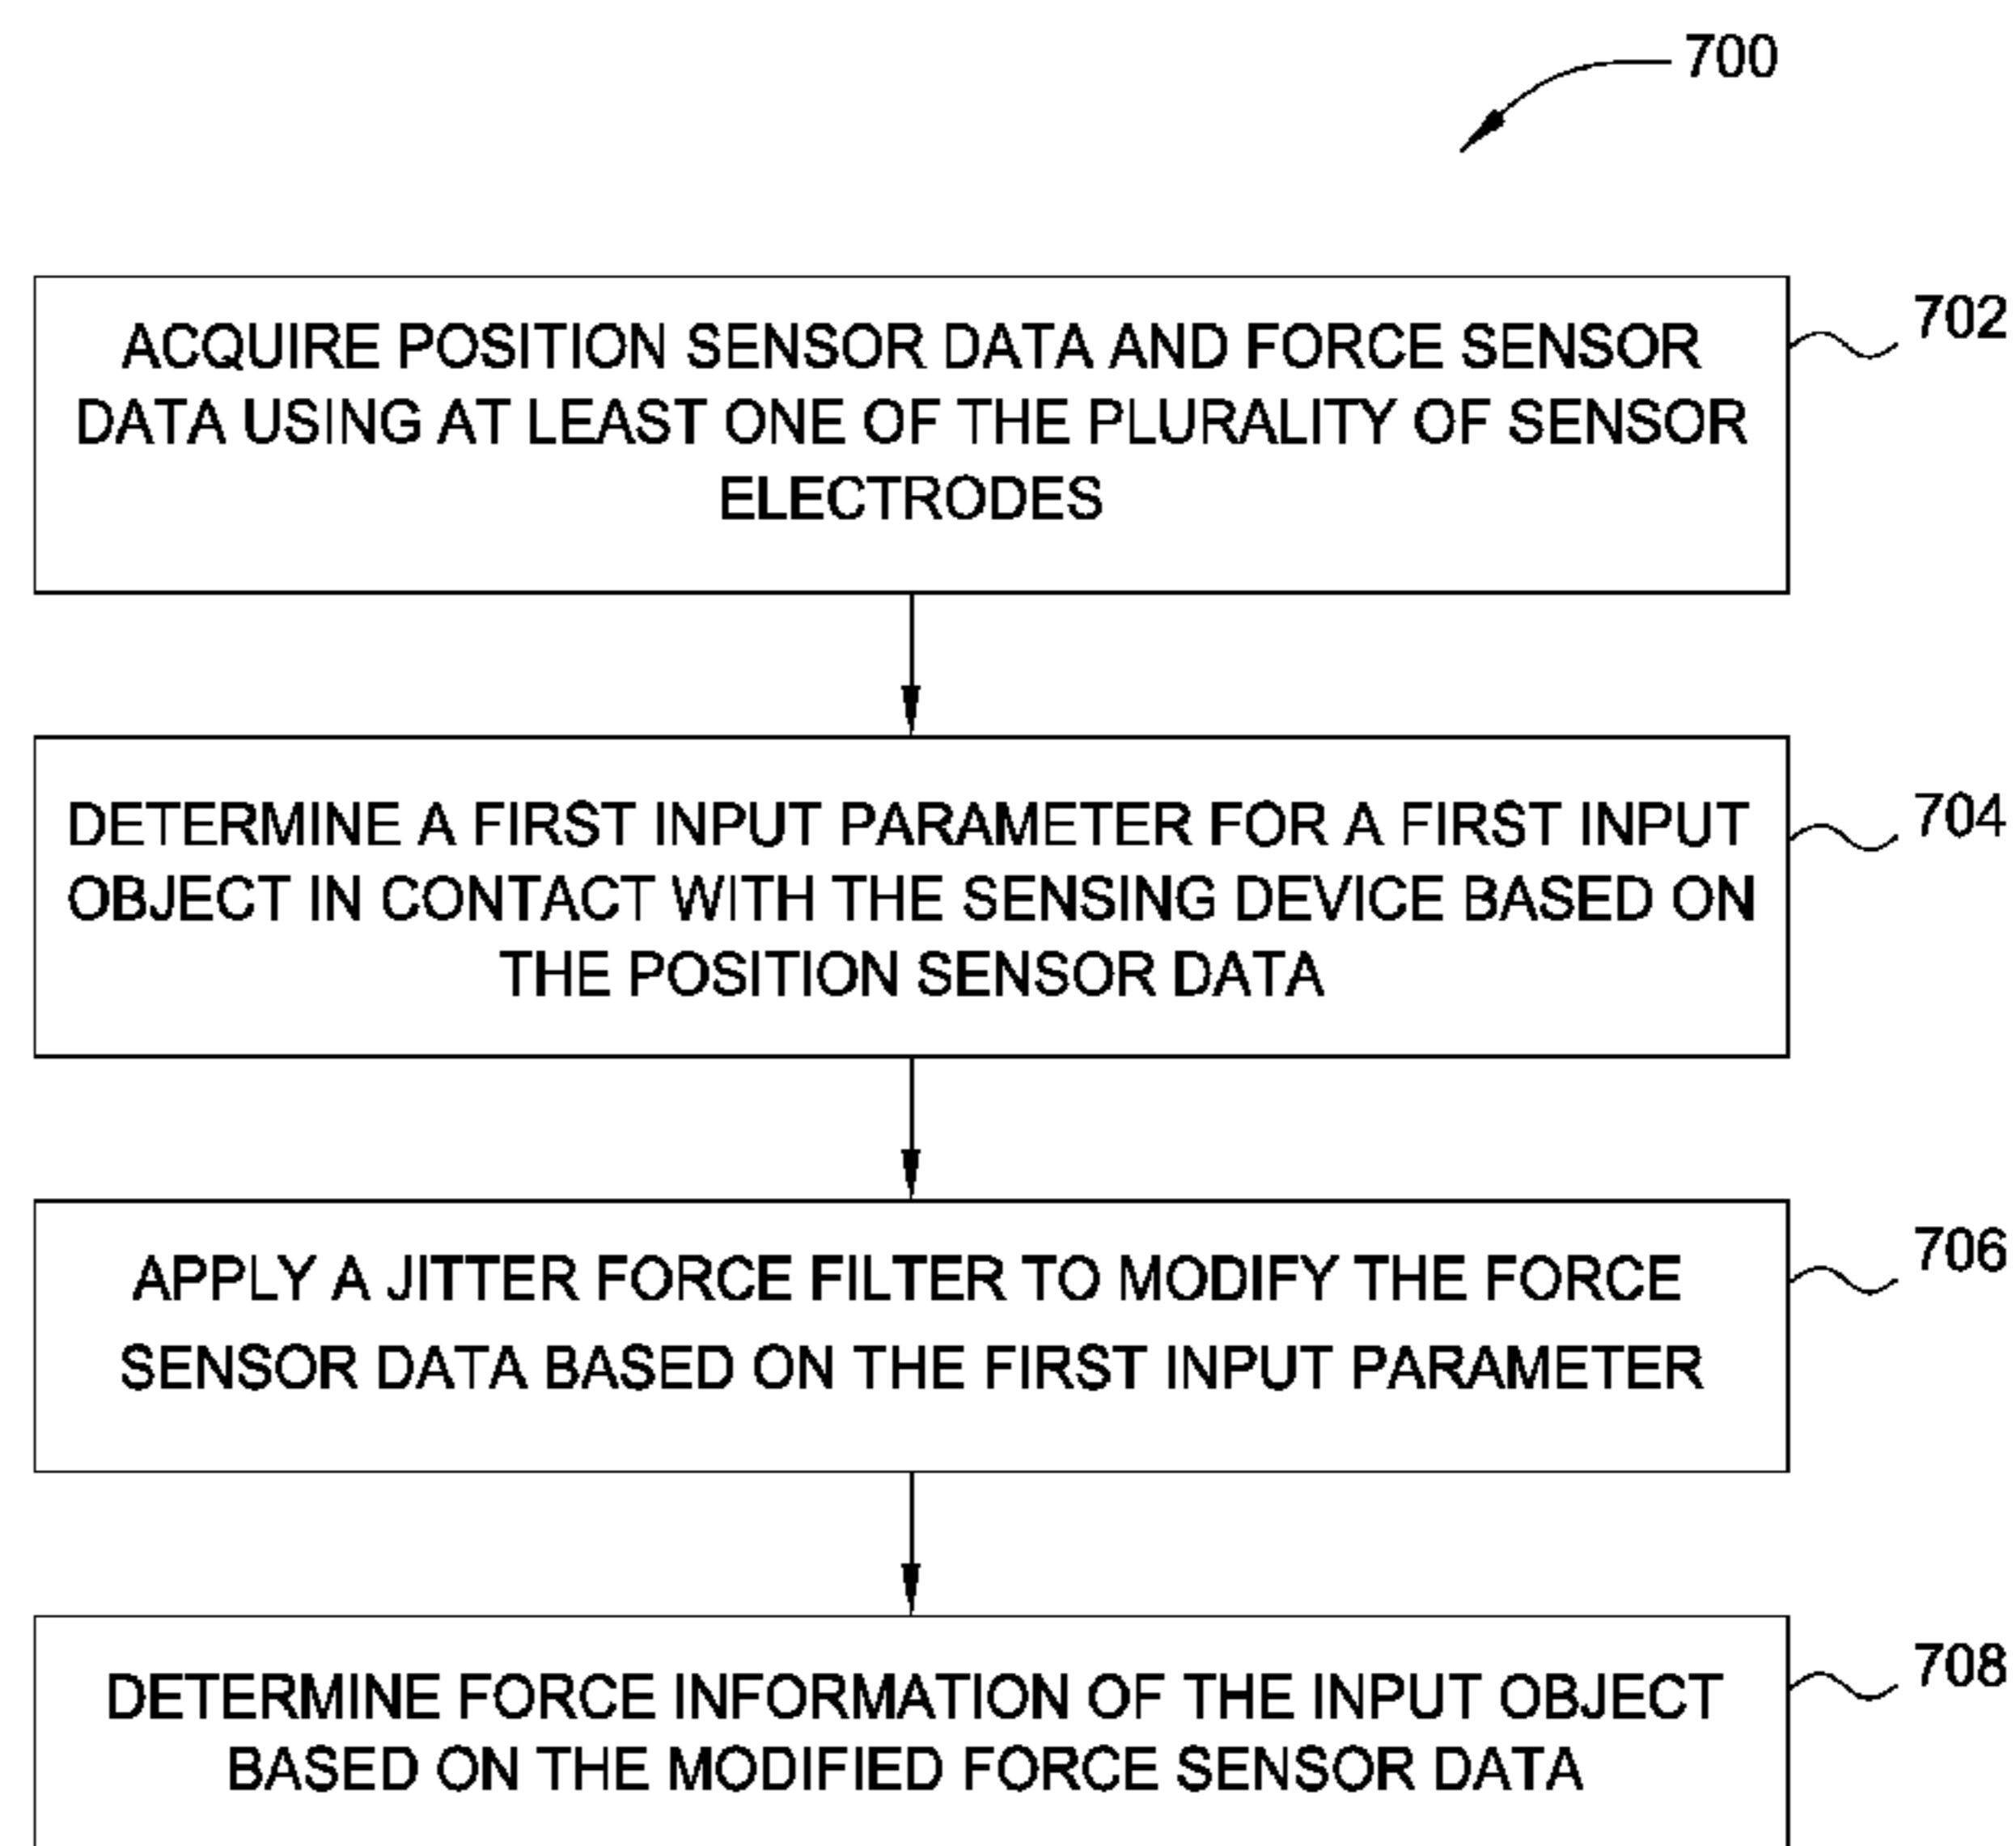 700
ACQUIRE POSITION SENSOR DATA AND FORCE SENSOR
DATA USING AT LEAST ONE OF THE PLURALITY OF SENSOR
ELECTRODES
702
DETERMINE A FIRST INPUT PARAMETER FOR A FIRST INPUT
OBJECT IN CONTACT WITH THE SENSING DEVICE BASED ON
THE POSITION SENSOR DATA
704
APPLY A JITTER FORCE FILTER TO MODIFY THE FORCE
SENSOR DATA BASED ON THE FIRST INPUT PARAMETER
706
DETERMINE FORCE INFORMATION OF THE INPUT OBJECT
BASED ON THE MODIFIED FORCE SENSOR DATA
708